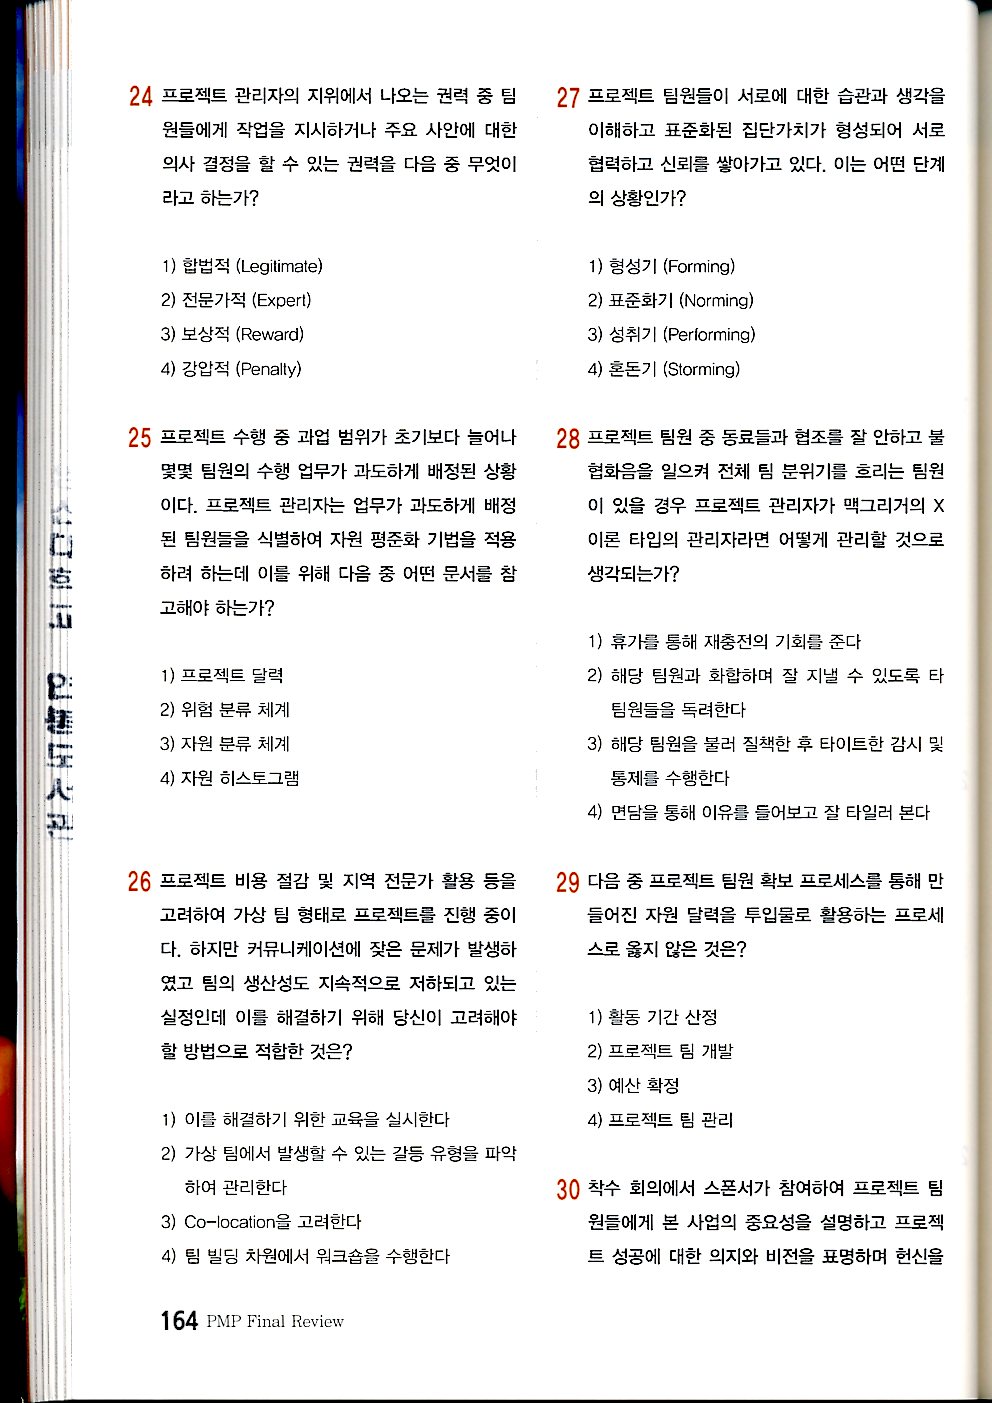 24 프로젝트 관리자의 지위에서 나오는 권력 중 팀
원들에게 작업을 지시하거나 주요 사안에 대한
의사 결정을 할 수 있는 권력을 다음 중 무엇이
라고 하는가?
1) 합법적 (Legitimate)
2) 전문가적 (Expert)
3) 보상적 (Reward)
4) 강압적 (Penalty)
25 프로젝트 수행 중 과업 범위가 초기보다 늘어나
몇몇 팀원의 수행 업무가 과도하게 배정된 상황
이다. 프로젝트 관리자는 업무가 과도하게 배정
된 팀원들을 식별하여 자원 평준화 기법을 적용
하려 하는데 이를 위해 다음 중 어떤 문서를 참
고해야 하는가?
1) 프로젝트 달력
2) 위험 분류 체계
3) 자원 분류 체계
4) 자원 히스토그램
26 프로젝트 비용 절감 및 지역 전문가 활용 등을
고려하여 가상 팀 형태로 프로젝트를 진행 중이
다. 하지만 커뮤니케이션에 잦은 문제가 발생하
였고 팀의 생산성도 지속적으로 저하되고 있는
실정인데 이를 해결하기 위해 당신이 고려해야
할 방법으로 적합한 것은?
1) 이를 해결하기 위한 교육을 실시한다
2) 가상 팀에서 발생할 수 있는 갈등 유형을 파악
하여 관리한다
3) Co-location을 고려한다
4) 팀 빌딩 차원에서 워크숍을 수행한다
27 프로젝트 팀원들이 서로에 대한 습관과 생각을
이해하고 표준화된 집단가치가 형성되어 서로
협력하고 신뢰를 쌓아가고 있다. 이는 어떤 단계
의 상황인가?
1) 형성기 (Forming)
2) 표준화기 (Norming)
3) 성취기 (Performing)
4) 혼돈기 (Storming)
28 프로젝트 팀원 중 동료들과 협조를 잘 안하고 불
협화음을 일으켜 전체 팀 분위기를 흐리는 팀원
이 있을 경우 프로젝트 관리자가 맥그리거의 X
이론 타입의 관리자라면 어떻게 관리할 것으로
생각되는가?
1) 휴가를 통해 재충전의 기회를 준다
2) 해당 팀원과 화합하며 잘 지낼 수 있도록 타
팀원들을 독려한다
3) 해당 팀원을 불러 질책한 후 타이트한 감시 및
통제를 수행한다
4) 면담을 통해 이유를 들어보고 잘 타일러 본다
29 다음 중 프로젝트 팀원 확보 프로세스를 통해 만
들어진 자원 달력을 투입물로 활용하는 프로세
스로 옳지 않은 것은?
1) 활동 기간 산정
2) 프로젝트 팀 개발
3) 예산 확정
4) 프로젝트 팀 관리
30 착수 회의에서 스폰서가 참여하여 프로젝트 팀
원들에게 본 사업의 중요성을 설명하고 프로젝
트 성공에 대한 의지와 비전을 표명하며 헌신을
164 PMP Final Review